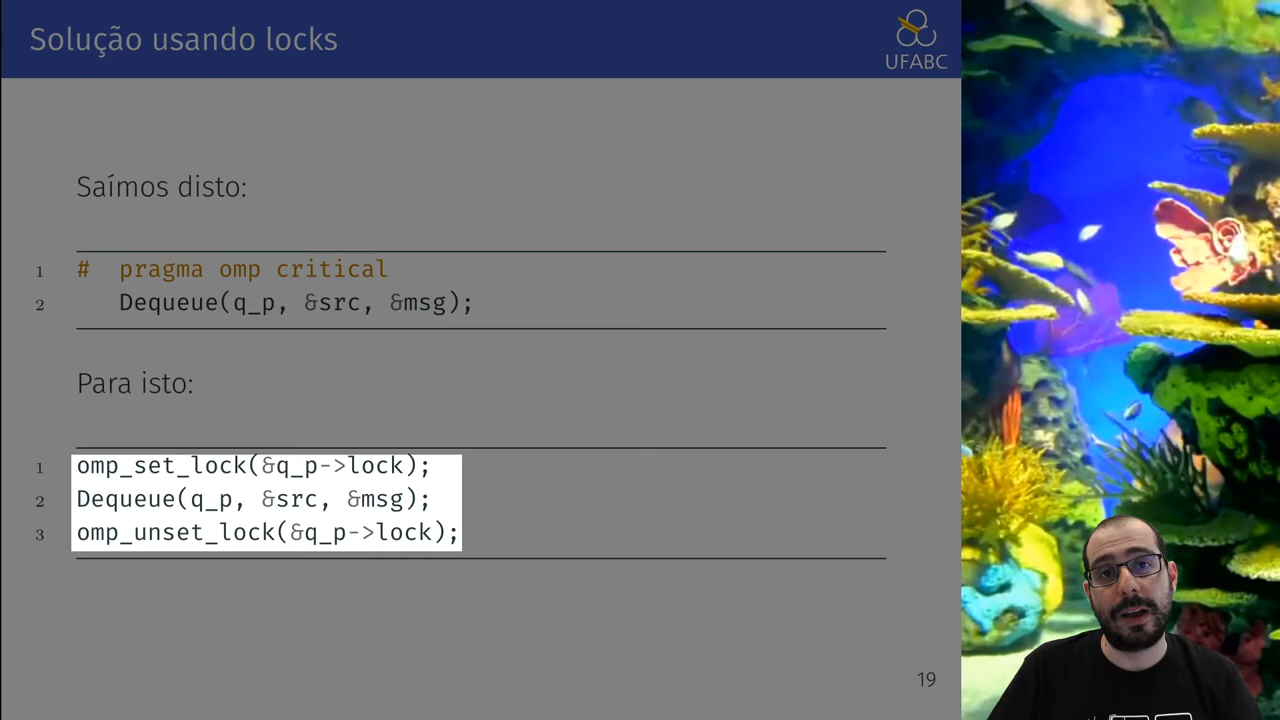 Solução usando locks
UFABC
Saímos disto:
1 # pragma omp critical
2 Dequeue(q_p, &src, &msg);
Para isto:
1 omp_set_lock(&q_p->lock);
2 Dequeue(q_p, &src, &msg);
3 omp_unset_lock(&q_p->lock);
19